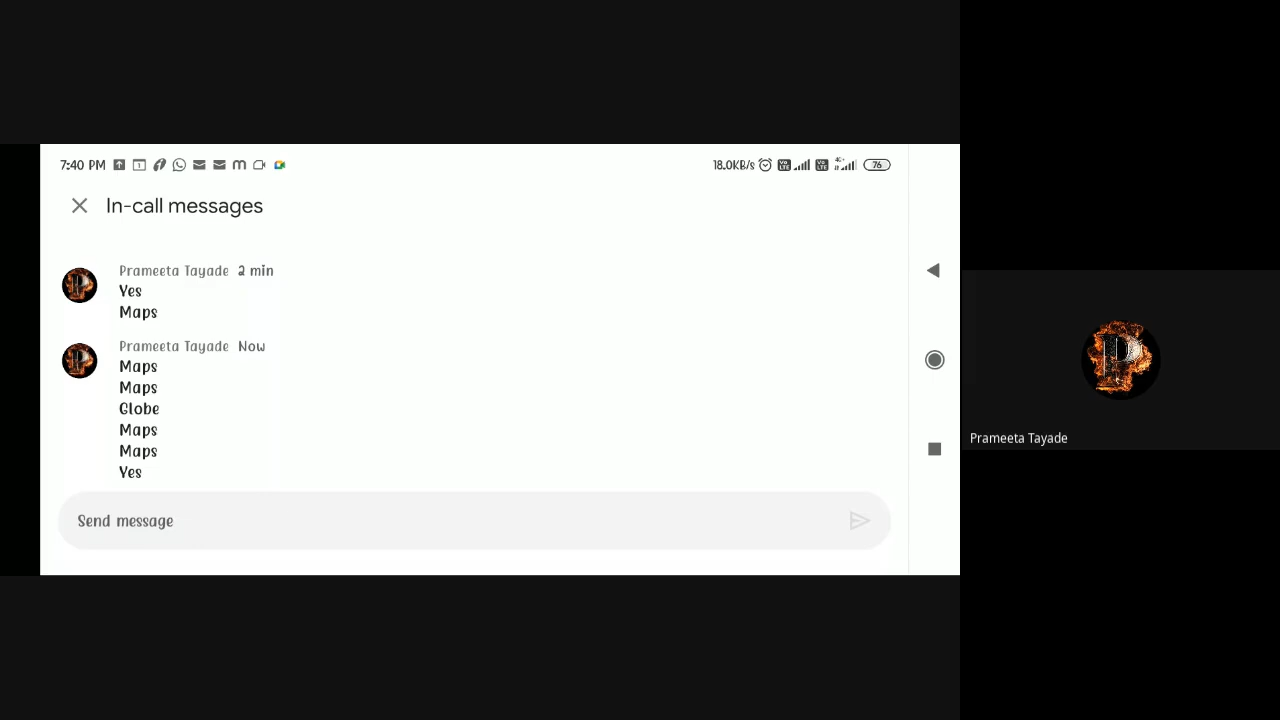 7:40 PM
18.0KB/s
76
In-call messages
Prameeta Tayade 2 min
Yes
Maps
Prameeta Tayade Now
Maps
Maps
Globe
Maps
Maps
Yes
Send message
P
Prameeta Tayade